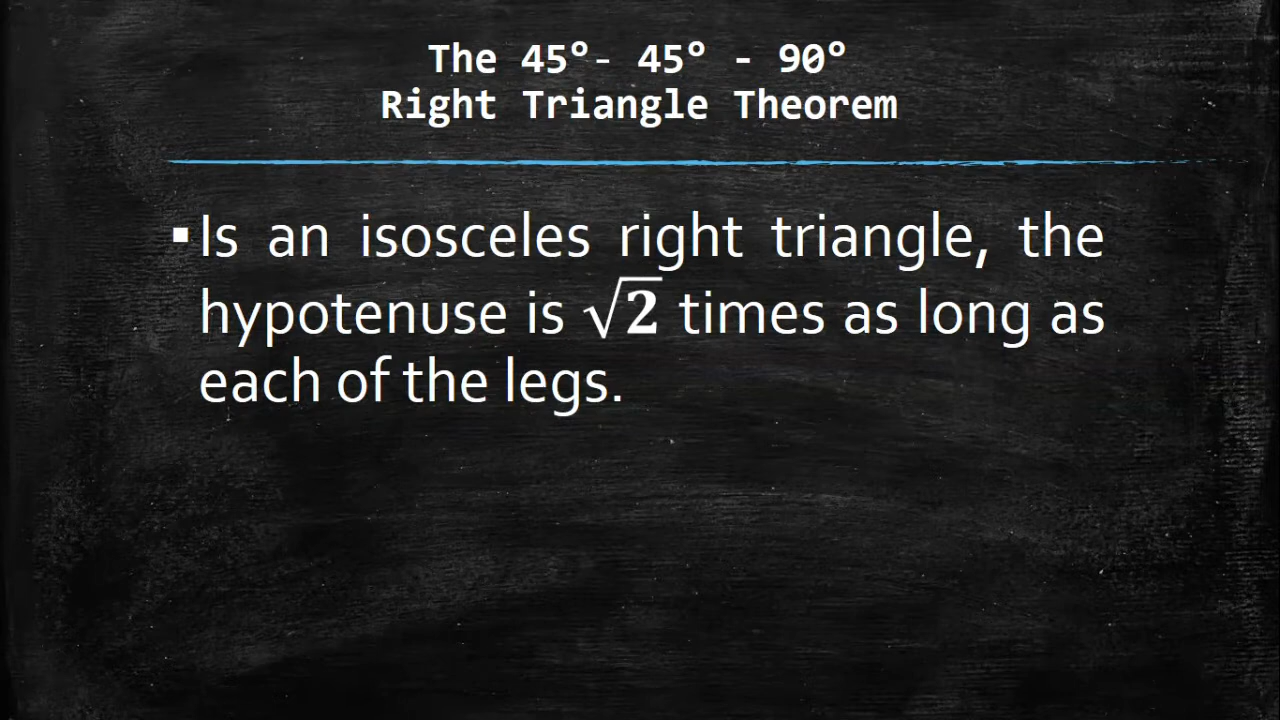 The 45°- 45° - 90°
Right Triangle Theorem
▪Is an isosceles right triangle, the
hypotenuse is √2 times as long as
each of the legs.